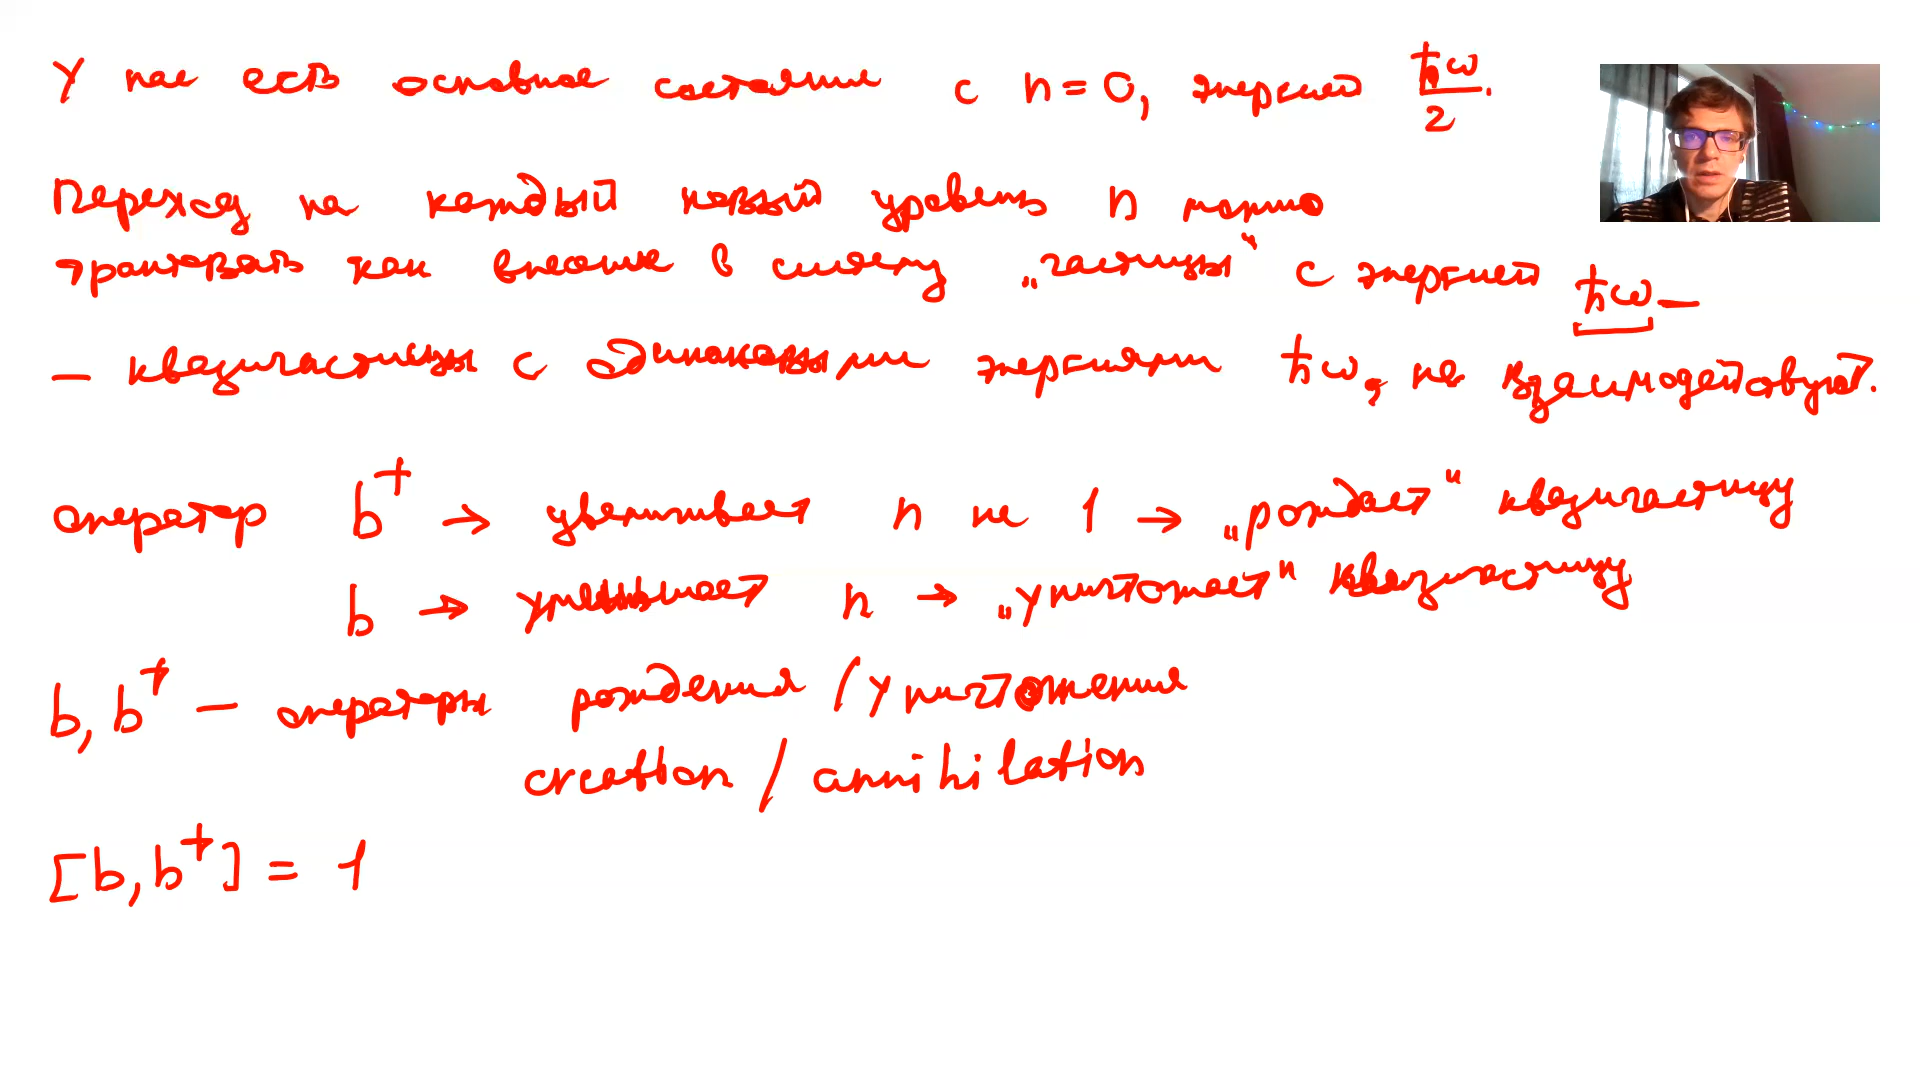 У нас есть основное состояние с n = 0, энергией ħω/2.
Переход на каждый новый уровень n можно
трактовать как внесение в систему „частицы“ с энергией ħω —
— квазичастицы с одинаковыми энергиями ħω, не взаимодействуют.
оператор b⁺ → увеличивает n на 1 → „рождает“ квазичастицу
b → уменьшает n → „уничтожает“ квазичастицу
b, b⁺ — операторы рождения / уничтожения
creation / annihilation
[b, b⁺] = 1